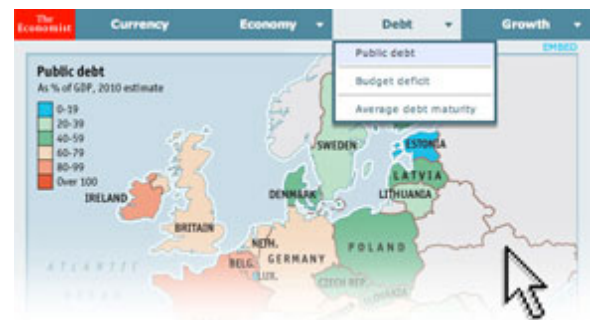 The
Economist
Currency
Economy
Debt
Growth
EMBED
Public debt
Budget deficit
Average debt maturity
Public debt
As % of GDP, 2010 estimate
0-19
20-39
40-59
60-79
80-99
Over 100
SWEDEN
ESTONIA
LATVIA
LITHUANIA
DENMARK
IRELAND
BRITAIN
NETH.
POLAND
BELG.
GERMANY
LUX.
CZECH REP.
ATLANTIC